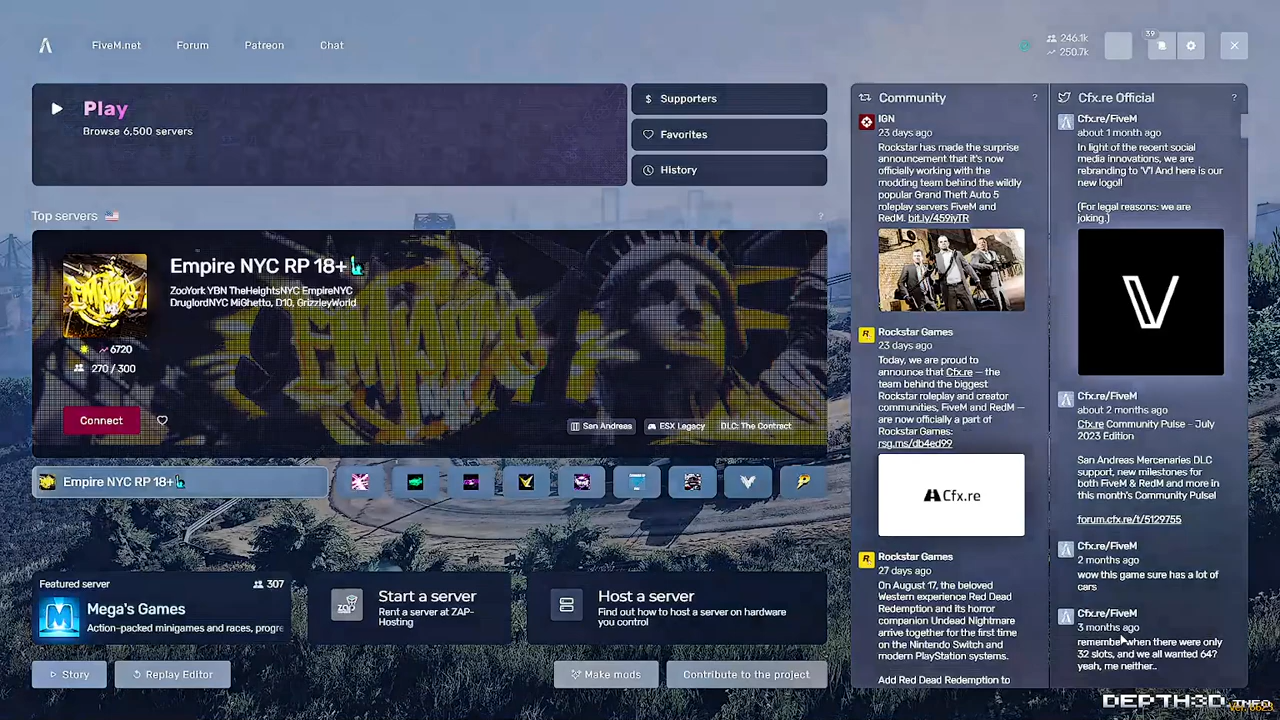 FiveM.net
Forum
Patreon
Chat
246.1k
250.7k
39
Play
Browse 6,500 servers
$ Supporters
Favorites
History
Top servers
?
Empire NYC RP 18+
ZooYork YBN TheHeightsNYC EmpireNYC
DruglordNYC MiGhetto, D10, GrizzleyWorld
6720
270 / 300
Connect
San Andreas
ESX Legacy
DLC: The Contract
Empire NYC RP 18+
Featured server
307
Mega's Games
Action-packed minigames and races, progre
Start a server
Rent a server at ZAP-
Hosting
Host a server
Find out how to host a server on hardware
you control
Story
Replay Editor
Make mods
Contribute to the project
Community
?
IGN
23 days ago
Rockstar has made the surprise
announcement that it's now
officially working with the
modding team behind the wildly
popular Grand Theft Auto 5
roleplay servers FiveM and
RedM. bit.ly/459iyTR
Rockstar Games
23 days ago
Today, we are proud to
announce that Cfx.re — the
team behind the biggest
Rockstar roleplay and creator
communities, FiveM and RedM —
are now officially a part of
Rockstar Games:
rsg.ms/db4ed99
Cfx.re
Rockstar Games
27 days ago
On August 17, the beloved
Western experience Red Dead
Redemption and its horror
companion Undead Nightmare
arrive together for the first time
on the Nintendo Switch and
modern PlayStation systems.
Add Red Dead Redemption to
Cfx.re Official
?
Cfx.re/FiveM
about 1 month ago
In light of the recent social
media innovations, we are
rebranding to 'V'! And here is our
new logo!!
(For legal reasons: we are
joking.)
V
Cfx.re/FiveM
about 2 months ago
Cfx.re Community Pulse – July
2023 Edition
San Andreas Mercenaries DLC
support, new milestones for
both FiveM & RedM and more in
this month's Community Pulse!
forum.cfx.re/t/5129755
Cfx.re/FiveM
2 months ago
wow this game sure has a lot of
cars
Cfx.re/FiveM
3 months ago
remember when there were only
32 slots, and we all wanted 64?
yeah, me neither..
DEPTH3D.INFO